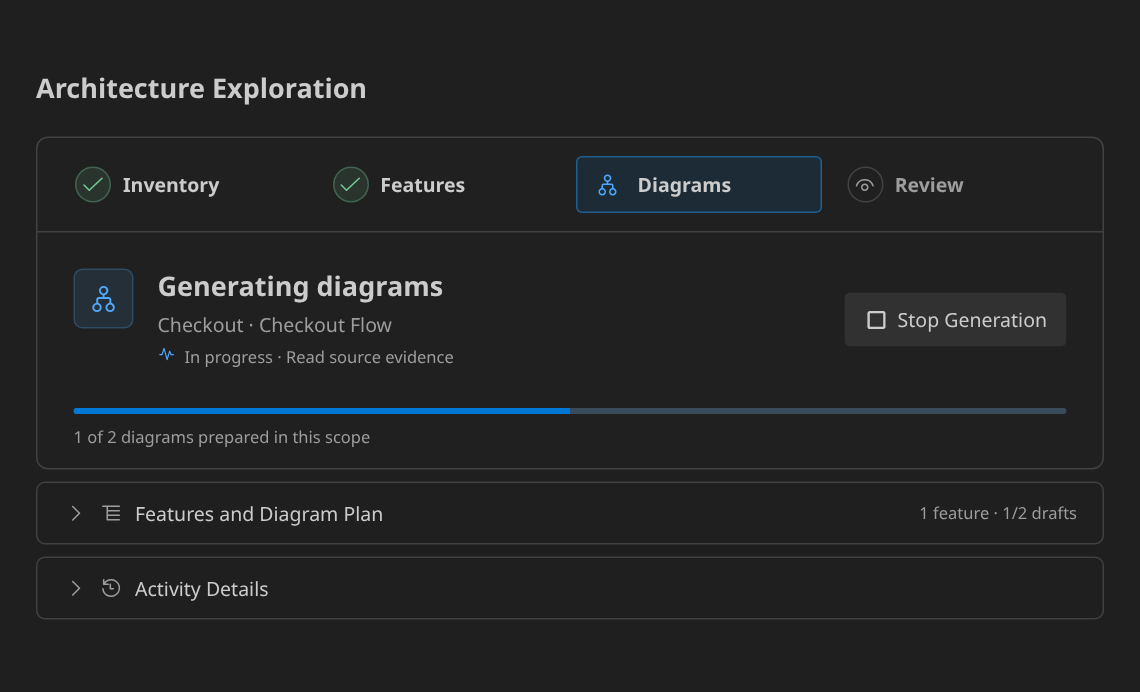 Architecture Exploration
Inventory
Features
Diagrams
Review
Generating diagrams
Checkout · Checkout Flow
In progress · Read source evidence
Stop Generation
1 of 2 diagrams prepared in this scope
Features and Diagram Plan
1 feature · 1/2 drafts
Activity Details